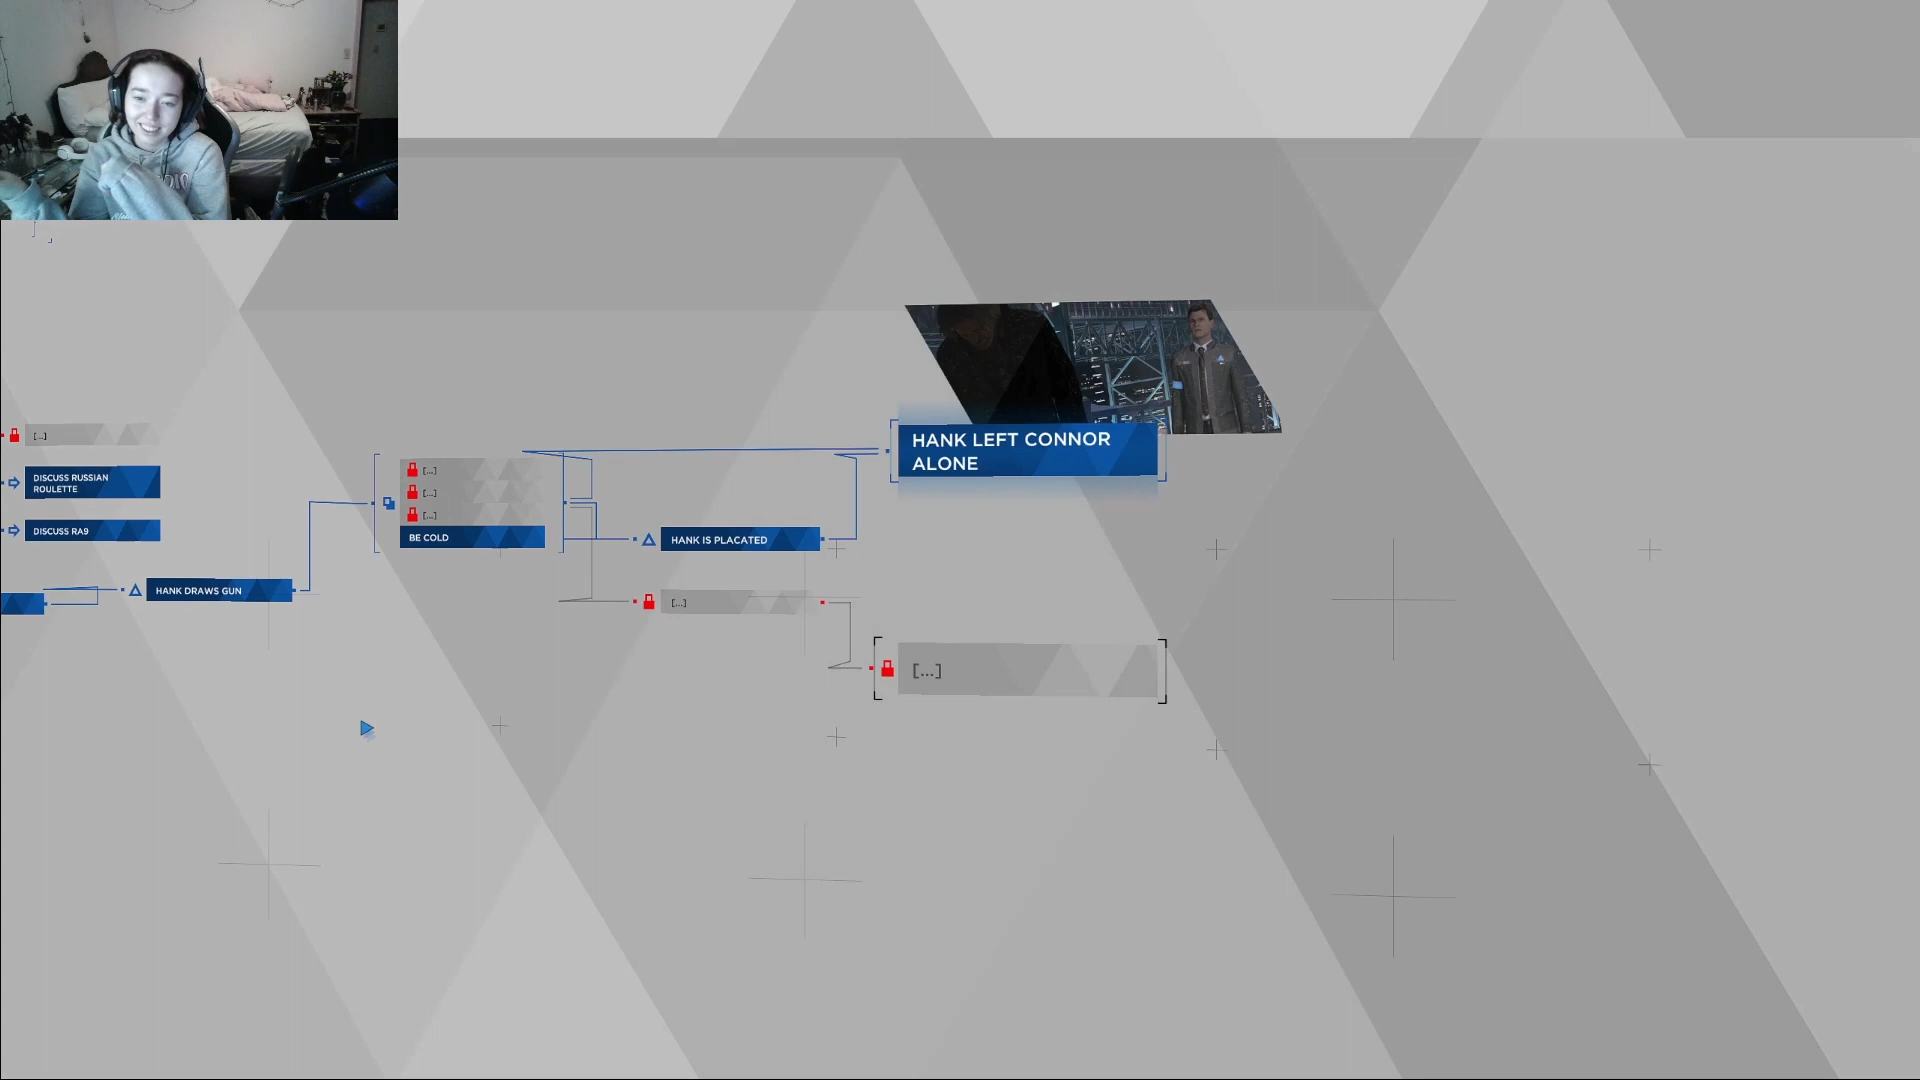 [...]
DISCUSS RUSSIAN
ROULETTE
DISCUSS RA9
HANK DRAWS GUN
[...]
[...]
[...]
BE COLD
HANK IS PLACATED
[...]
HANK LEFT CONNOR
ALONE
[...]